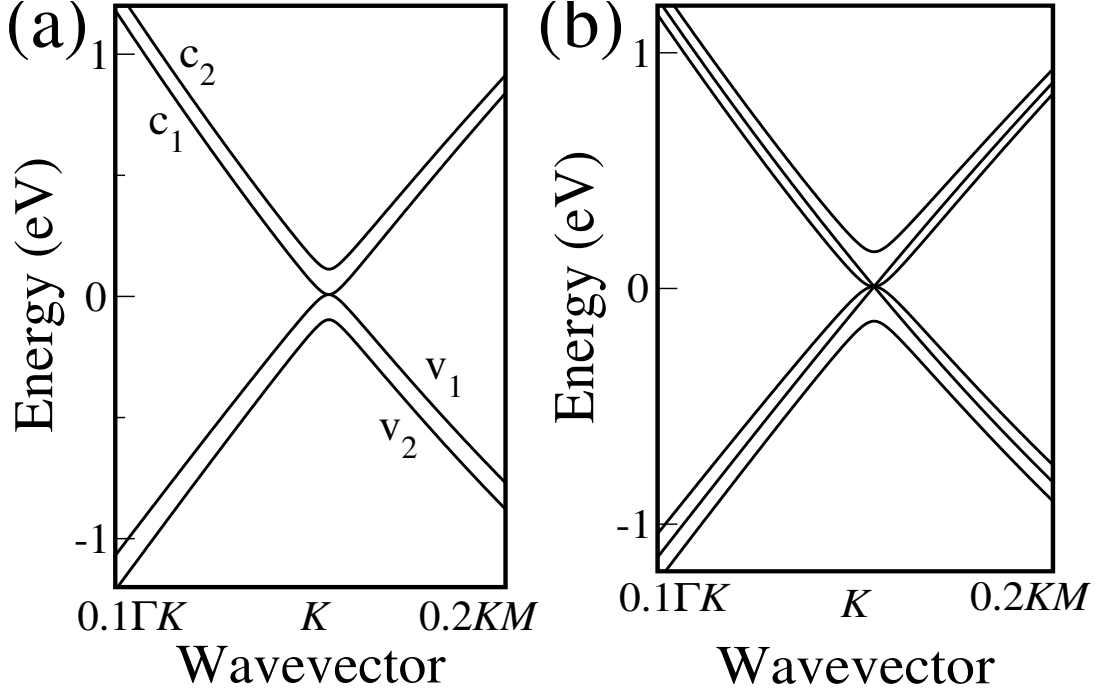 (a)
1
0
-1
Energy (eV)
c2
c1
v1
v2
0.1ΓK
K
0.2KM
Wavevector
(b)
1
0
-1
Energy (eV)
0.1ΓK
K
0.2KM
Wavevector